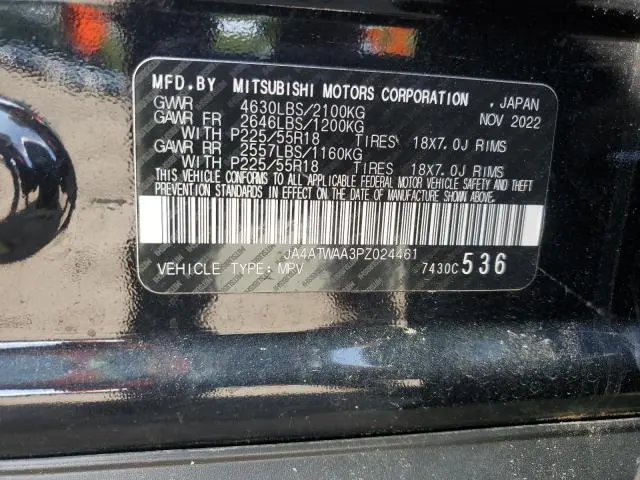 MFD.BY MITSUBISHI MOTORS CORPORATION , JAPAN
GVWR 4630LBS/2100KG NOV 2022
GAWR FR 2646LBS/1200KG
WITH P225/55R18 TIRES 18X7.0J RIMS
GAWR RR 2557LBS/1160KG
WITH P225/55R18 TIRES 18X7.0J RIMS
THIS VEHICLE CONFORMS TO ALL APPLICABLE FEDERAL MOTOR VEHICLE SAFETY AND THEFT
PREVENTION STANDARDS IN EFFECT ON THE DATE OF MANUFACTURE SHOWN ABOVE.
JA4ATWAA3PZ024461
VEHICLE TYPE: MPV 7430C 536